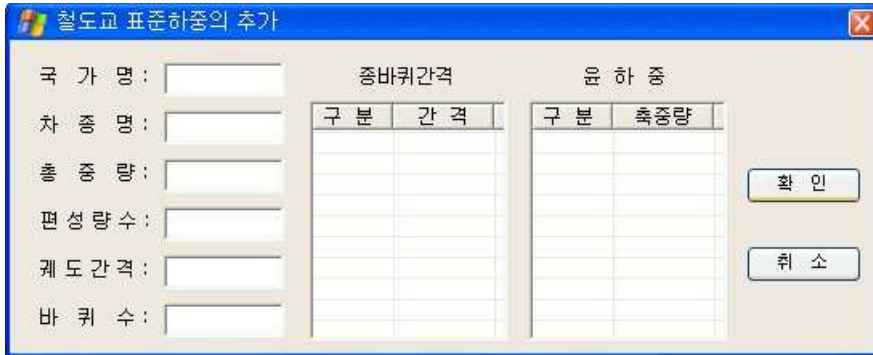 철도교 표준하중의 추가
국 가 명 :
차 종 명 :
총 중 량 :
편 성 량 수 :
궤 도 간 격 :
바 퀴 수 :
종바퀴간격
구 분 간 격
윤 하 중
구 분 축중량
확 인
취 소